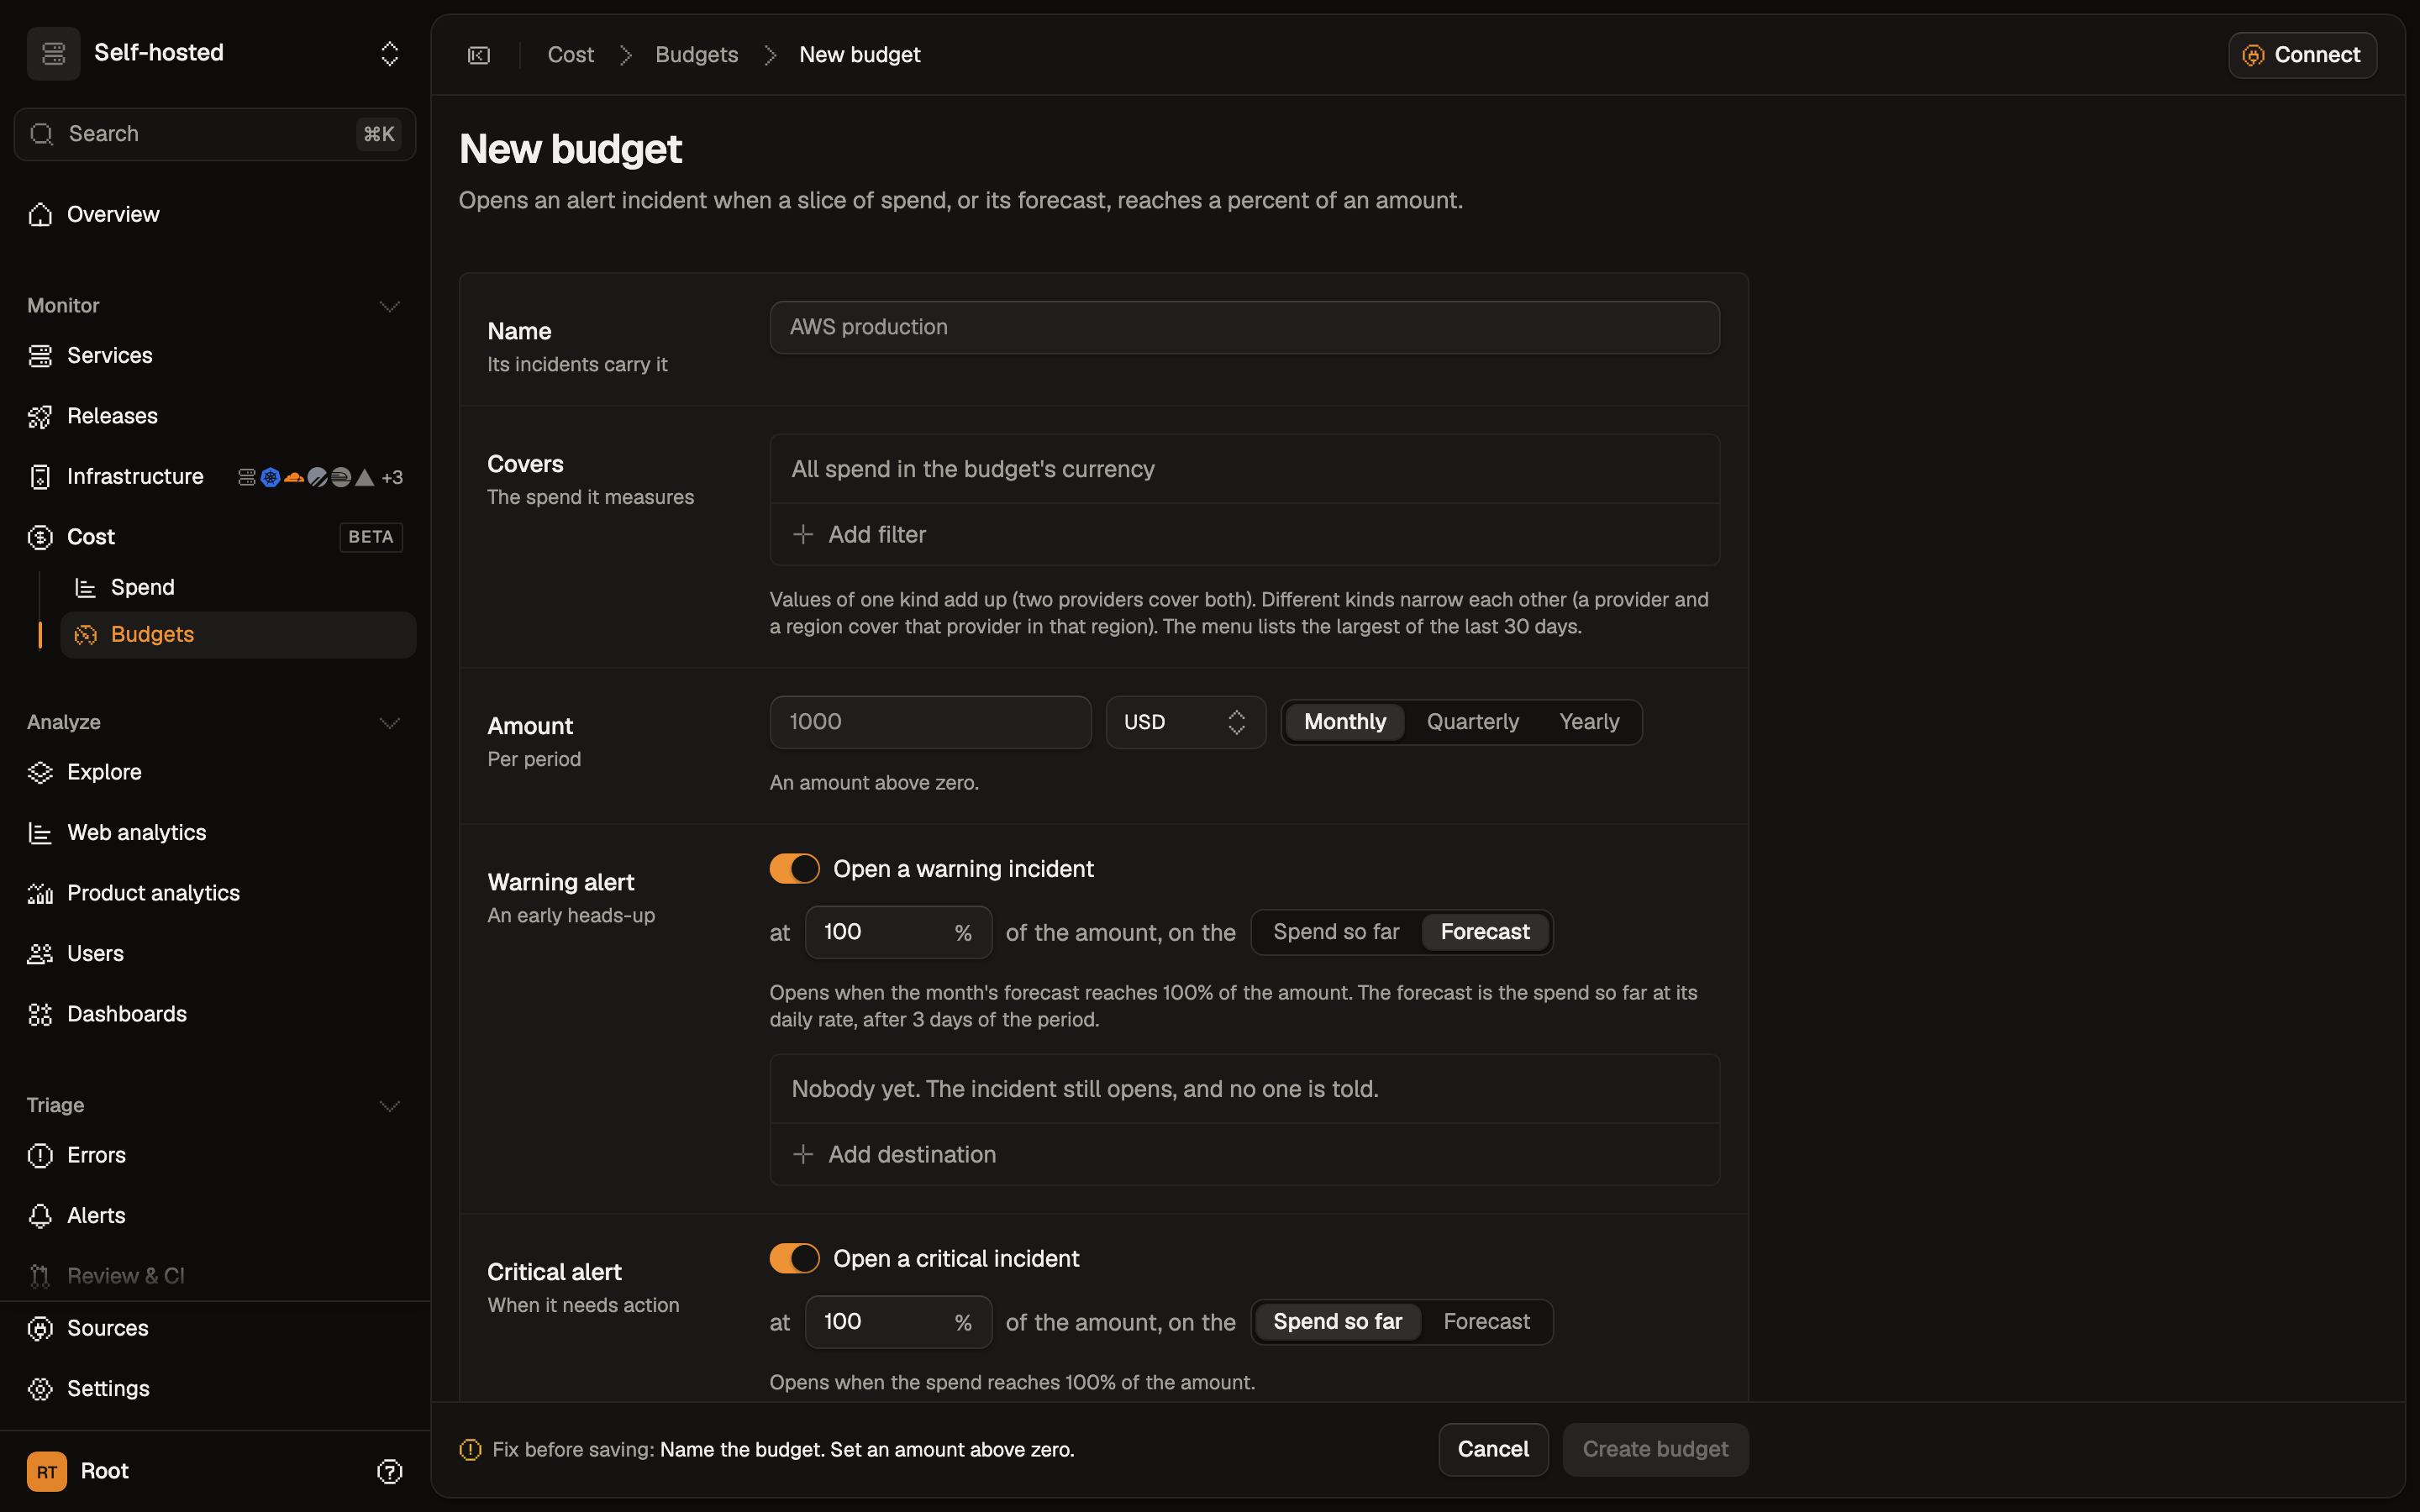 Self-hosted
Search
⌘K
Overview
Monitor
Services
Releases
Infrastructure
+3
Cost
BETA
Spend
Budgets
Analyze
Explore
Web analytics
Product analytics
Users
Dashboards
Triage
Errors
Alerts
Review & CI
Sources
Settings
RT
Root
Cost
Budgets
New budget
Connect
New budget
Opens an alert incident when a slice of spend, or its forecast, reaches a percent of an amount.
Name
Its incidents carry it
AWS production
Covers
The spend it measures
All spend in the budget's currency
Add filter
Values of one kind add up (two providers cover both). Different kinds narrow each other (a provider and
a region cover that provider in that region). The menu lists the largest of the last 30 days.
Amount
Per period
1000
USD
Monthly
Quarterly
Yearly
An amount above zero.
Warning alert
An early heads-up
Open a warning incident
at
100
%
of the amount, on the
Spend so far
Forecast
Opens when the month's forecast reaches 100% of the amount. The forecast is the spend so far at its
daily rate, after 3 days of the period.
Nobody yet. The incident still opens, and no one is told.
Add destination
Critical alert
When it needs action
Open a critical incident
at
100
%
of the amount, on the
Spend so far
Forecast
Opens when the spend reaches 100% of the amount.
Fix before saving: Name the budget. Set an amount above zero.
Cancel
Create budget